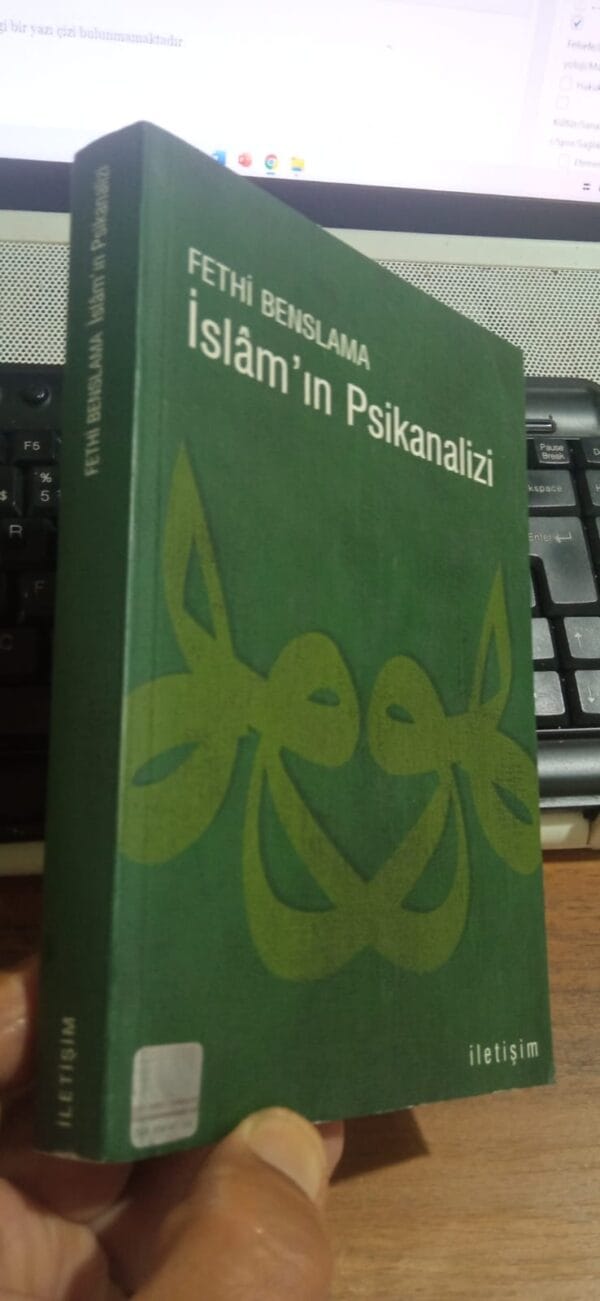 gi bir yazı çizi bulunmamaktadır
FETHİ BENSLAMA
İslâm'ın Psikanalizi
iletişim
FETHİ BENSLAMA İslâm'ın Psikanalizi
İLETİŞİM
F5
%
5
$
R
F
C
Pause
Break
kspace
Enter